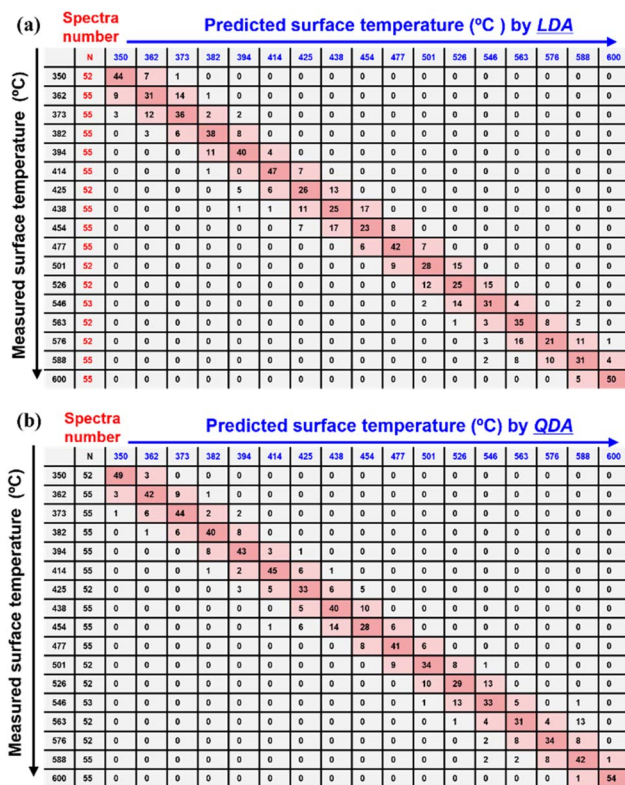 (a) Spectra number Predicted surface temperature (ºC ) by LDA
Measured surface temperature (ºC)
N 350 362 373 382 394 414 425 438 454 477 501 526 546 563 576 588 600
350 52 44 7 1 0 0 0 0 0 0 0 0 0 0 0 0 0 0
362 55 9 31 14 1 0 0 0 0 0 0 0 0 0 0 0 0 0
373 55 3 12 36 2 2 0 0 0 0 0 0 0 0 0 0 0 0
382 55 0 3 6 38 8 0 0 0 0 0 0 0 0 0 0 0 0
394 55 0 0 0 11 40 4 0 0 0 0 0 0 0 0 0 0 0
414 55 0 0 0 1 0 47 7 0 0 0 0 0 0 0 0 0 0
425 52 0 0 0 0 5 6 26 13 0 0 0 0 0 0 0 0 0
438 55 0 0 0 0 1 1 11 25 17 0 0 0 0 0 0 0 0
454 55 0 0 0 0 0 0 7 17 23 8 0 0 0 0 0 0 0
477 55 0 0 0 0 0 0 0 0 6 42 7 0 0 0 0 0 0
501 52 0 0 0 0 0 0 0 0 0 9 28 15 0 0 0 0 0
526 52 0 0 0 0 0 0 0 0 0 0 12 25 15 0 0 0 0
546 53 0 0 0 0 0 0 0 0 0 0 2 14 31 4 0 2 0
563 52 0 0 0 0 0 0 0 0 0 0 0 1 3 35 8 5 0
576 52 0 0 0 0 0 0 0 0 0 0 0 0 3 16 21 11 1
588 55 0 0 0 0 0 0 0 0 0 0 0 0 2 8 10 31 4
600 55 0 0 0 0 0 0 0 0 0 0 0 0 0 0 0 5 50
(b) Spectra number Predicted surface temperature (ºC) by QDA
Measured surface temperature (ºC)
N 350 362 373 382 394 414 425 438 454 477 501 526 546 563 576 588 600
350 52 49 3 0 0 0 0 0 0 0 0 0 0 0 0 0 0 0
362 55 3 42 9 1 0 0 0 0 0 0 0 0 0 0 0 0 0
373 55 1 6 44 2 2 0 0 0 0 0 0 0 0 0 0 0 0
382 55 0 1 6 40 8 0 0 0 0 0 0 0 0 0 0 0 0
394 55 0 0 0 8 43 3 1 0 0 0 0 0 0 0 0 0 0
414 55 0 0 0 1 2 45 6 1 0 0 0 0 0 0 0 0 0
425 52 0 0 0 0 3 5 33 6 5 0 0 0 0 0 0 0 0
438 55 0 0 0 0 0 0 5 40 10 0 0 0 0 0 0 0 0
454 55 0 0 0 0 0 1 6 14 28 6 0 0 0 0 0 0 0
477 55 0 0 0 0 0 0 0 0 8 41 6 0 0 0 0 0 0
501 52 0 0 0 0 0 0 0 0 0 9 34 8 1 0 0 0 0
526 52 0 0 0 0 0 0 0 0 0 0 10 29 13 0 0 0 0
546 53 0 0 0 0 0 0 0 0 0 0 1 13 33 5 0 1 0
563 52 0 0 0 0 0 0 0 0 0 0 0 1 4 31 4 13 0
576 52 0 0 0 0 0 0 0 0 0 0 0 0 2 8 34 8 0
588 55 0 0 0 0 0 0 0 0 0 0 0 0 2 2 8 42 1
600 55 0 0 0 0 0 0 0 0 0 0 0 0 0 0 0 1 54